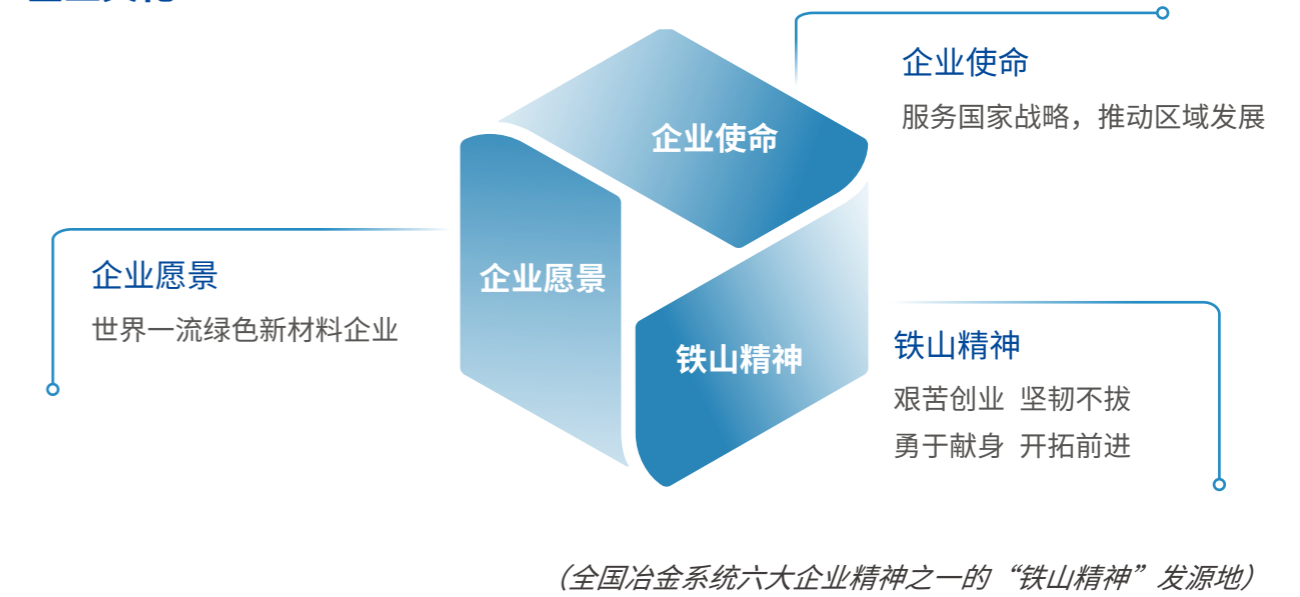 企业使命
服务国家战略，推动区域发展
企业使命
企业愿景
世界一流绿色新材料企业
企业愿景
铁山精神
铁山精神
艰苦创业 坚韧不拔
勇于献身 开拓前进
（全国冶金系统六大企业精神之一的“铁山精神”发源地）